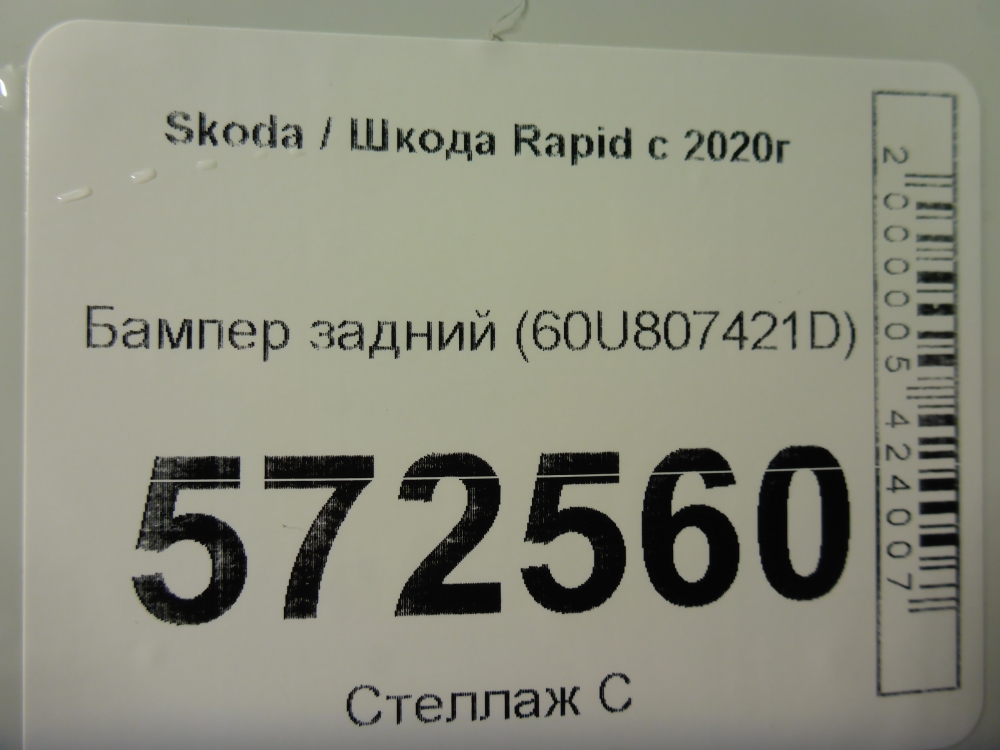 Skoda / Шкода Rapid с 2020г
Бампер задний (60U807421D)
572560
Стеллаж С
2000005424007